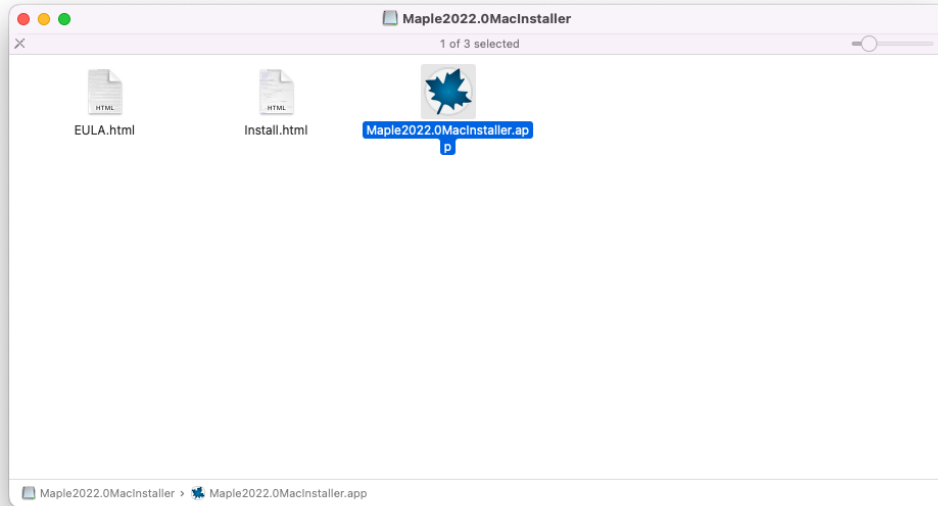 Maple2022.0MacInstaller
1 of 3 selected
HTML
HTML
EULA.html
Install.html
Maple2022.0MacInstaller.ap
p
Maple2022.0MacInstaller › Maple2022.0MacInstaller.app